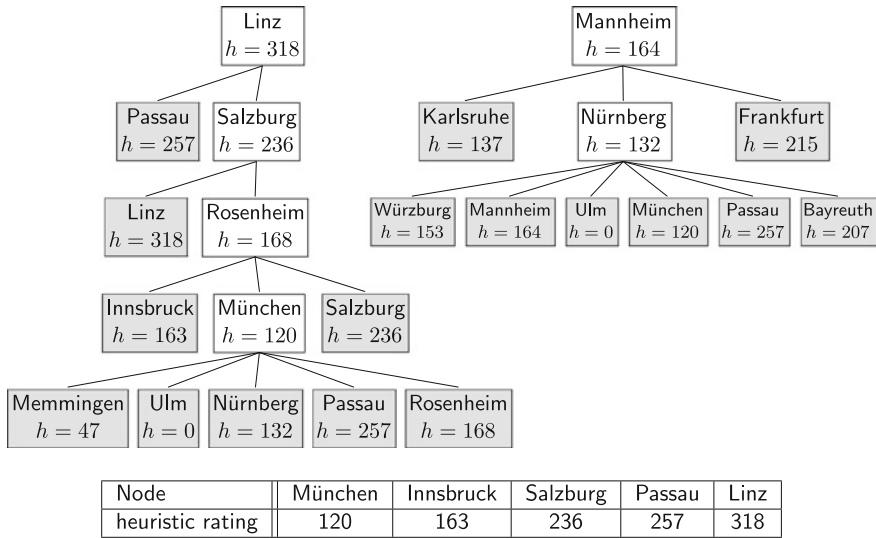 Linz
h = 318
Passau
h = 257
Salzburg
h = 236
Linz
h = 318
Rosenheim
h = 168
Innsbruck
h = 163
München
h = 120
Salzburg
h = 236
Memmingen
h = 47
Ulm
h = 0
Nürnberg
h = 132
Passau
h = 257
Rosenheim
h = 168
Mannheim
h = 164
Karlsruhe
h = 137
Nürnberg
h = 132
Frankfurt
h = 215
Würzburg
h = 153
Mannheim
h = 164
Ulm
h = 0
München
h = 120
Passau
h = 257
Bayreuth
h = 207
Node München Innsbruck Salzburg Passau Linz
heuristic rating 120 163 236 257 318